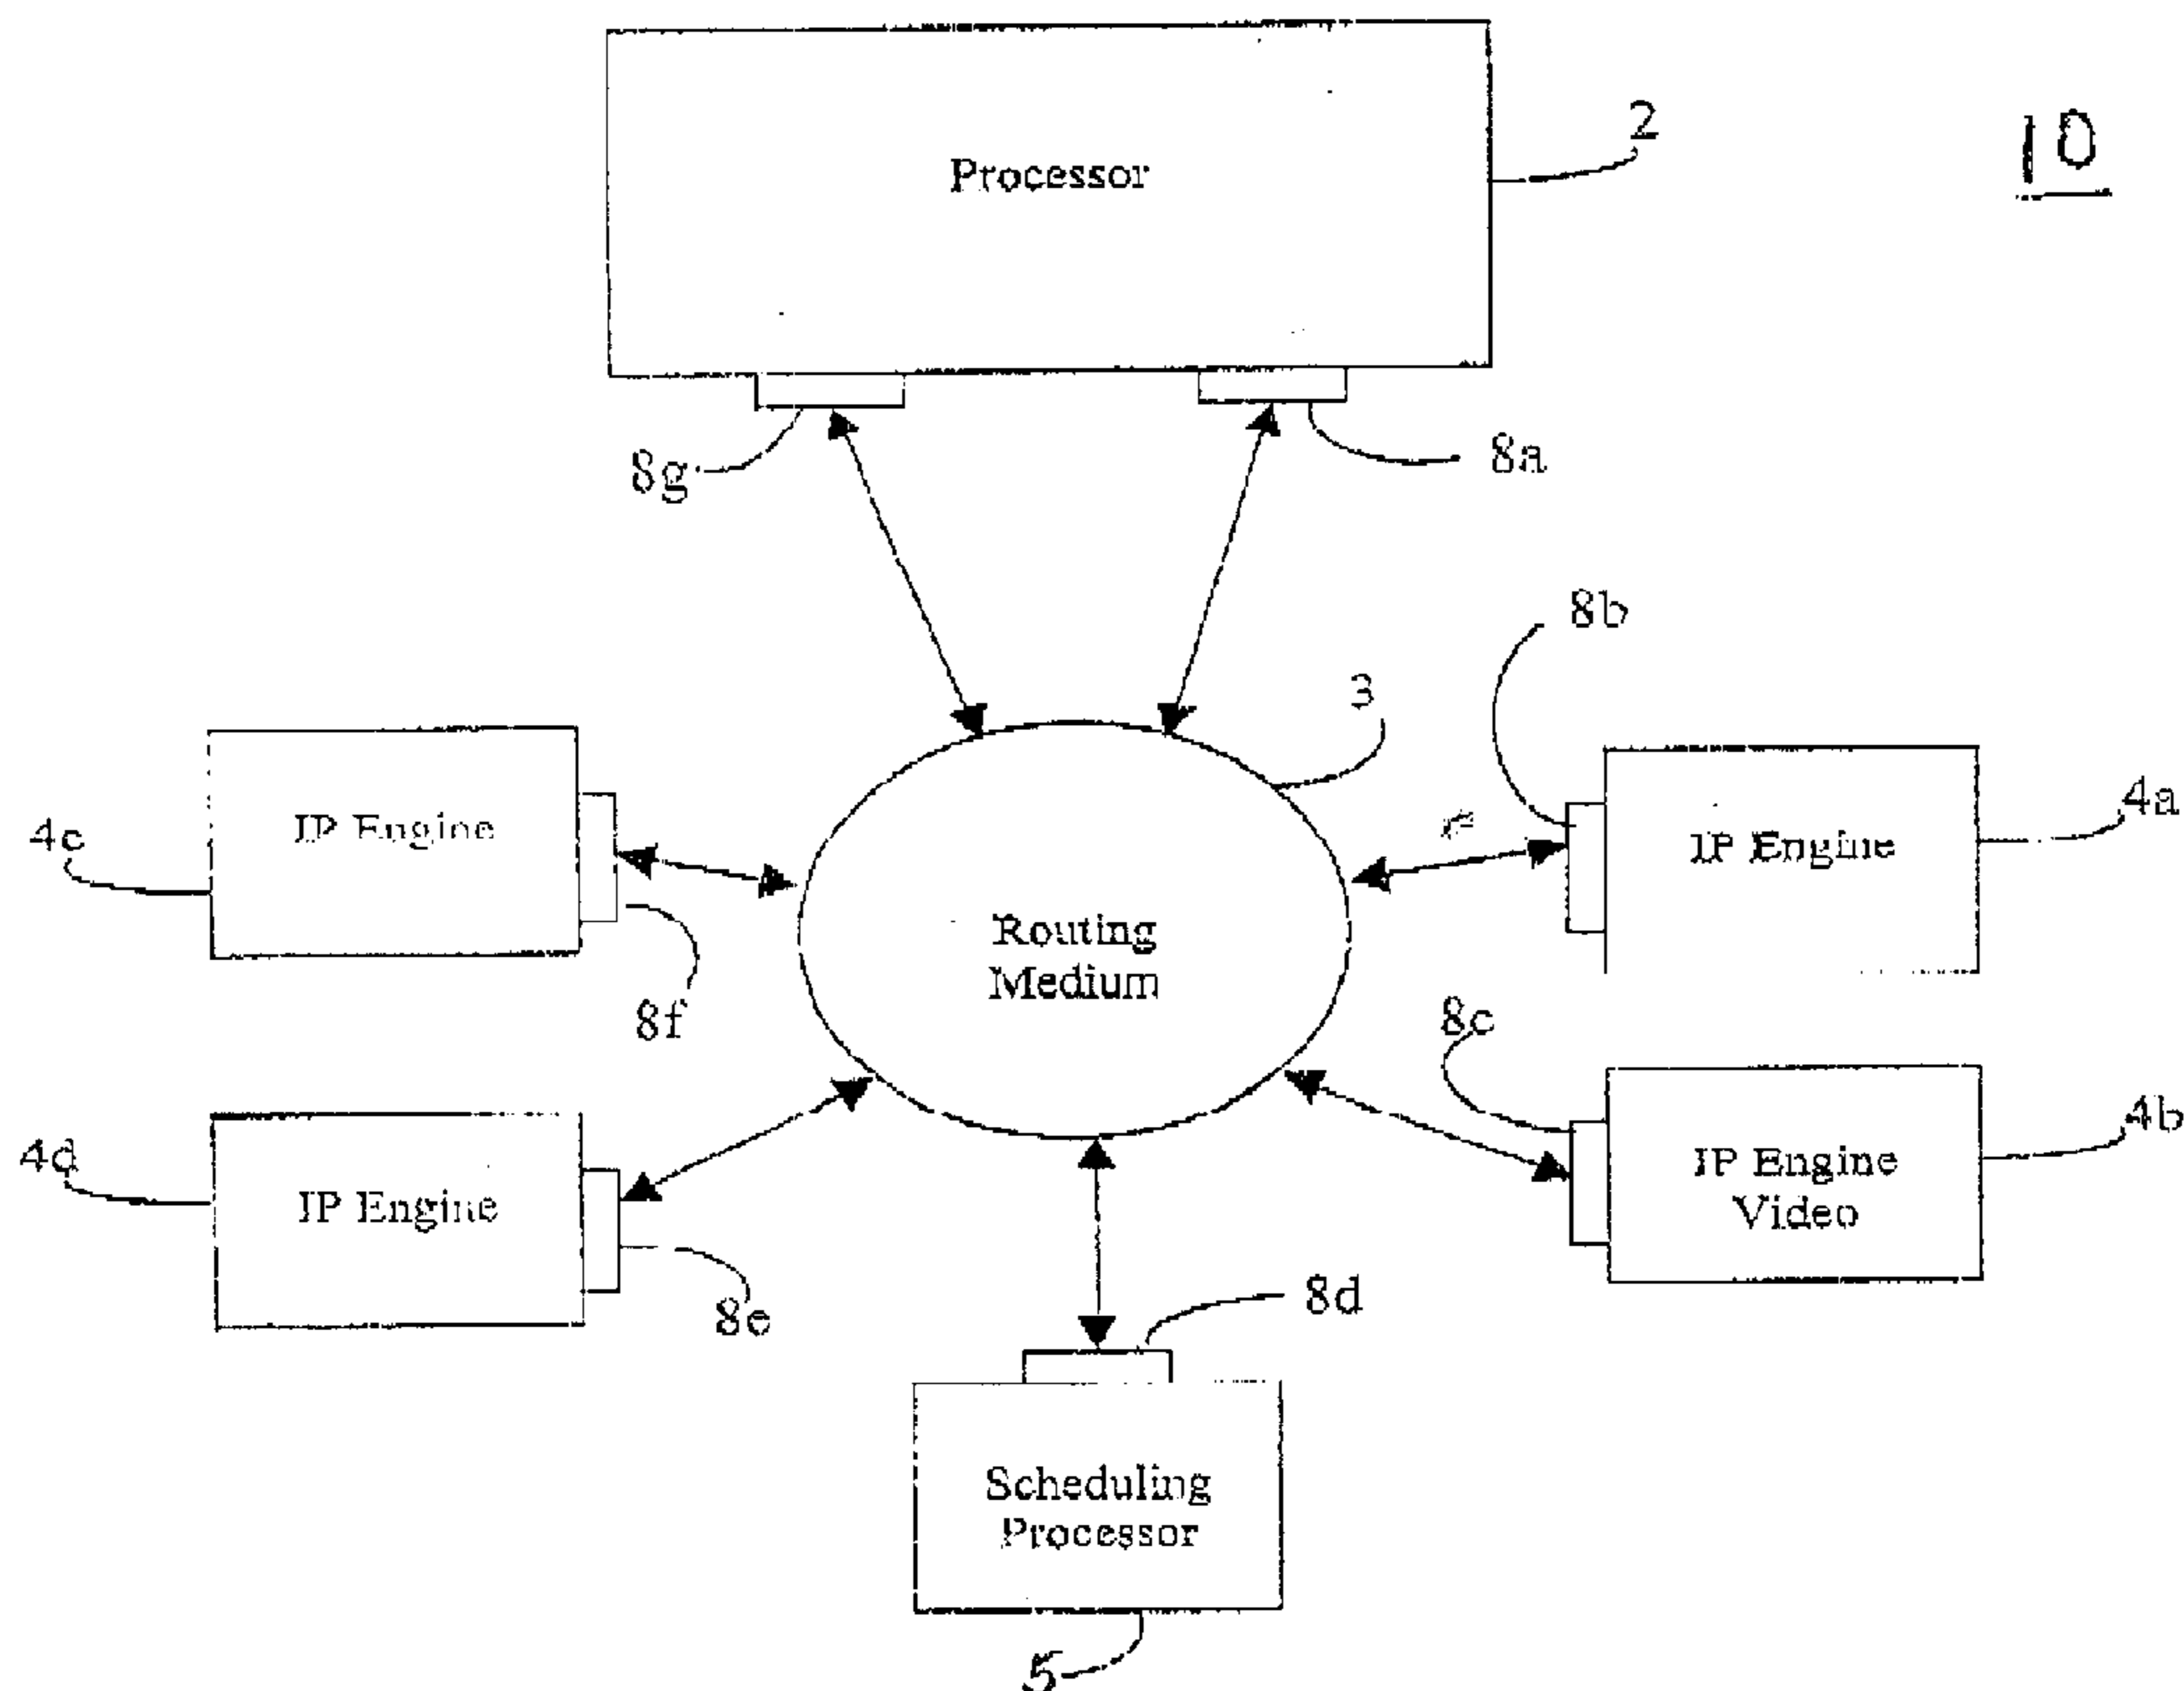 Processor
2
10
8g
8a
8b
3
IP Engine
4c
8f
Routing
Medium
IP Engine
4a
8c
IP Engine
4d
8e
IP Engine
Video
4b
8d
Scheduling
Processor
5